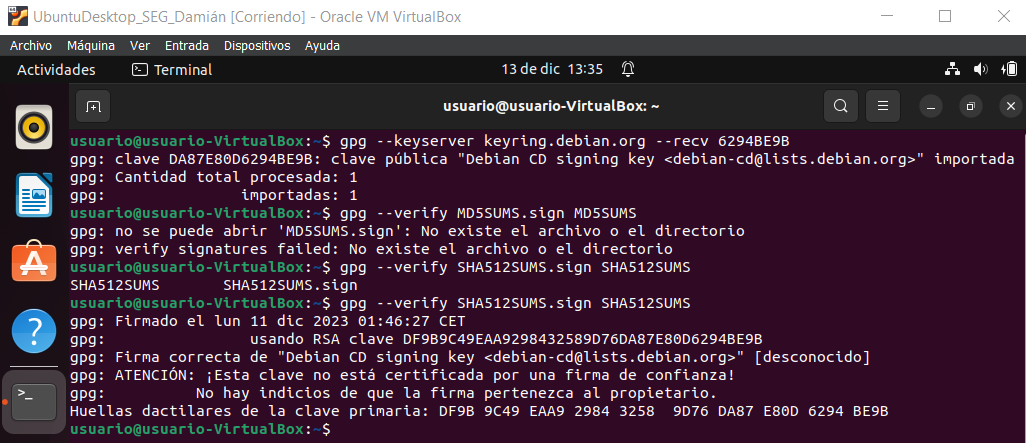 UbuntuDesktop_SEG_Damián [Corriendo] - Oracle VM VirtualBox
Archivo Máquina Ver Entrada Dispositivos Ayuda
Actividades Terminal 13 de dic 13:35
usuario@usuario-VirtualBox: ~
usuario@usuario-VirtualBox:~$ gpg --keyserver keyring.debian.org --recv 6294BE9B
gpg: clave DA87E80D6294BE9B: clave pública "Debian CD signing key <debian-cd@lists.debian.org>" importada
gpg: Cantidad total procesada: 1
gpg:               importadas: 1
usuario@usuario-VirtualBox:~$ gpg --verify MD5SUMS.sign MD5SUMS
gpg: no se puede abrir 'MD5SUMS.sign': No existe el archivo o el directorio
gpg: verify signatures failed: No existe el archivo o el directorio
usuario@usuario-VirtualBox:~$ gpg --verify SHA512SUMS.sign SHA512SUMS
SHA512SUMS       SHA512SUMS.sign
usuario@usuario-VirtualBox:~$ gpg --verify SHA512SUMS.sign SHA512SUMS
gpg: Firmado el lun 11 dic 2023 01:46:27 CET
gpg:                usando RSA clave DF9B9C49EAA9298432589D76DA87E80D6294BE9B
gpg: Firma correcta de "Debian CD signing key <debian-cd@lists.debian.org>" [desconocido]
gpg: ATENCIÓN: ¡Esta clave no está certificada por una firma de confianza!
gpg:          No hay indicios de que la firma pertenezca al propietario.
Huellas dactilares de la clave primaria: DF9B 9C49 EAA9 2984 3258  9D76 DA87 E80D 6294 BE9B
usuario@usuario-VirtualBox:~$